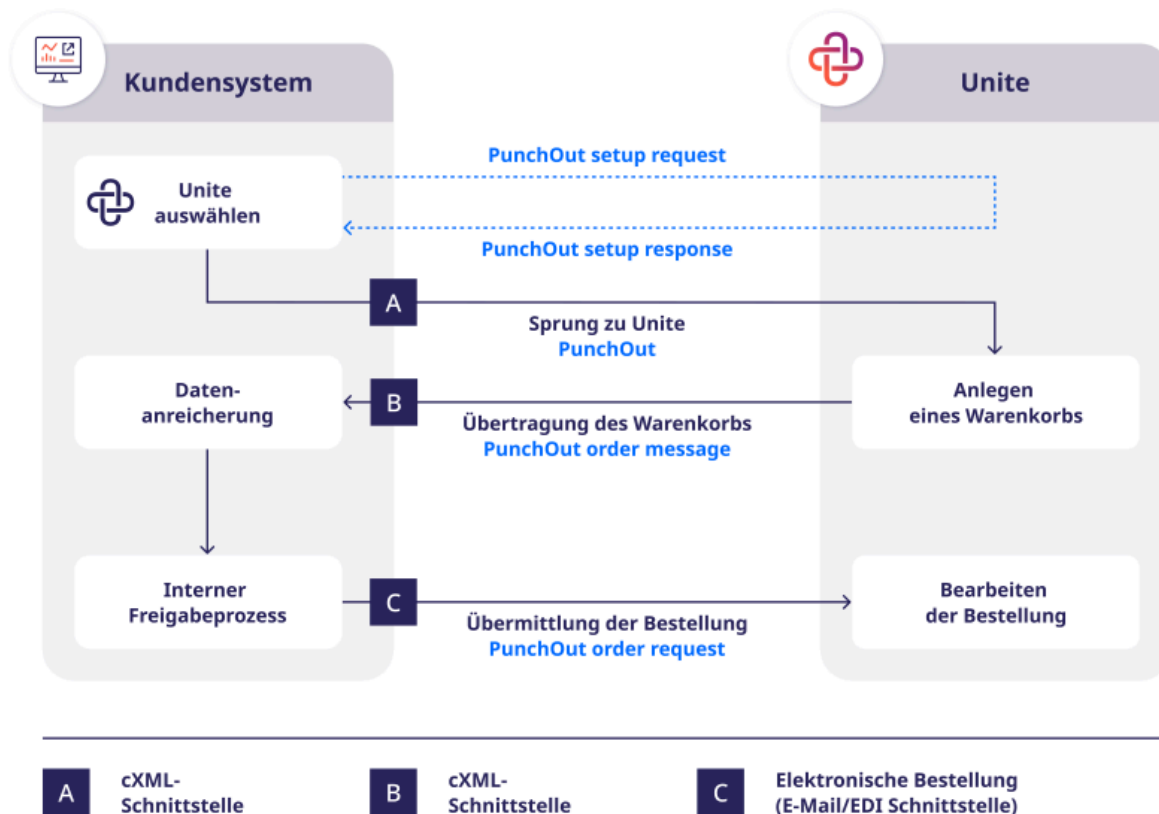 Kundensystem
Unite
PunchOut setup request
Unite
auswählen
PunchOut setup response
A
Sprung zu Unite
PunchOut
Daten-
anreicherung
B
Übertragung des Warenkorbs
PunchOut order message
Anlegen
eines Warenkorbs
Interner
Freigabeprozess
C
Übermittlung der Bestellung
PunchOut order request
Bearbeiten
der Bestellung
A
cXML-
Schnittstelle
B
cXML-
Schnittstelle
C
Elektronische Bestellung
(E-Mail/EDI Schnittstelle)